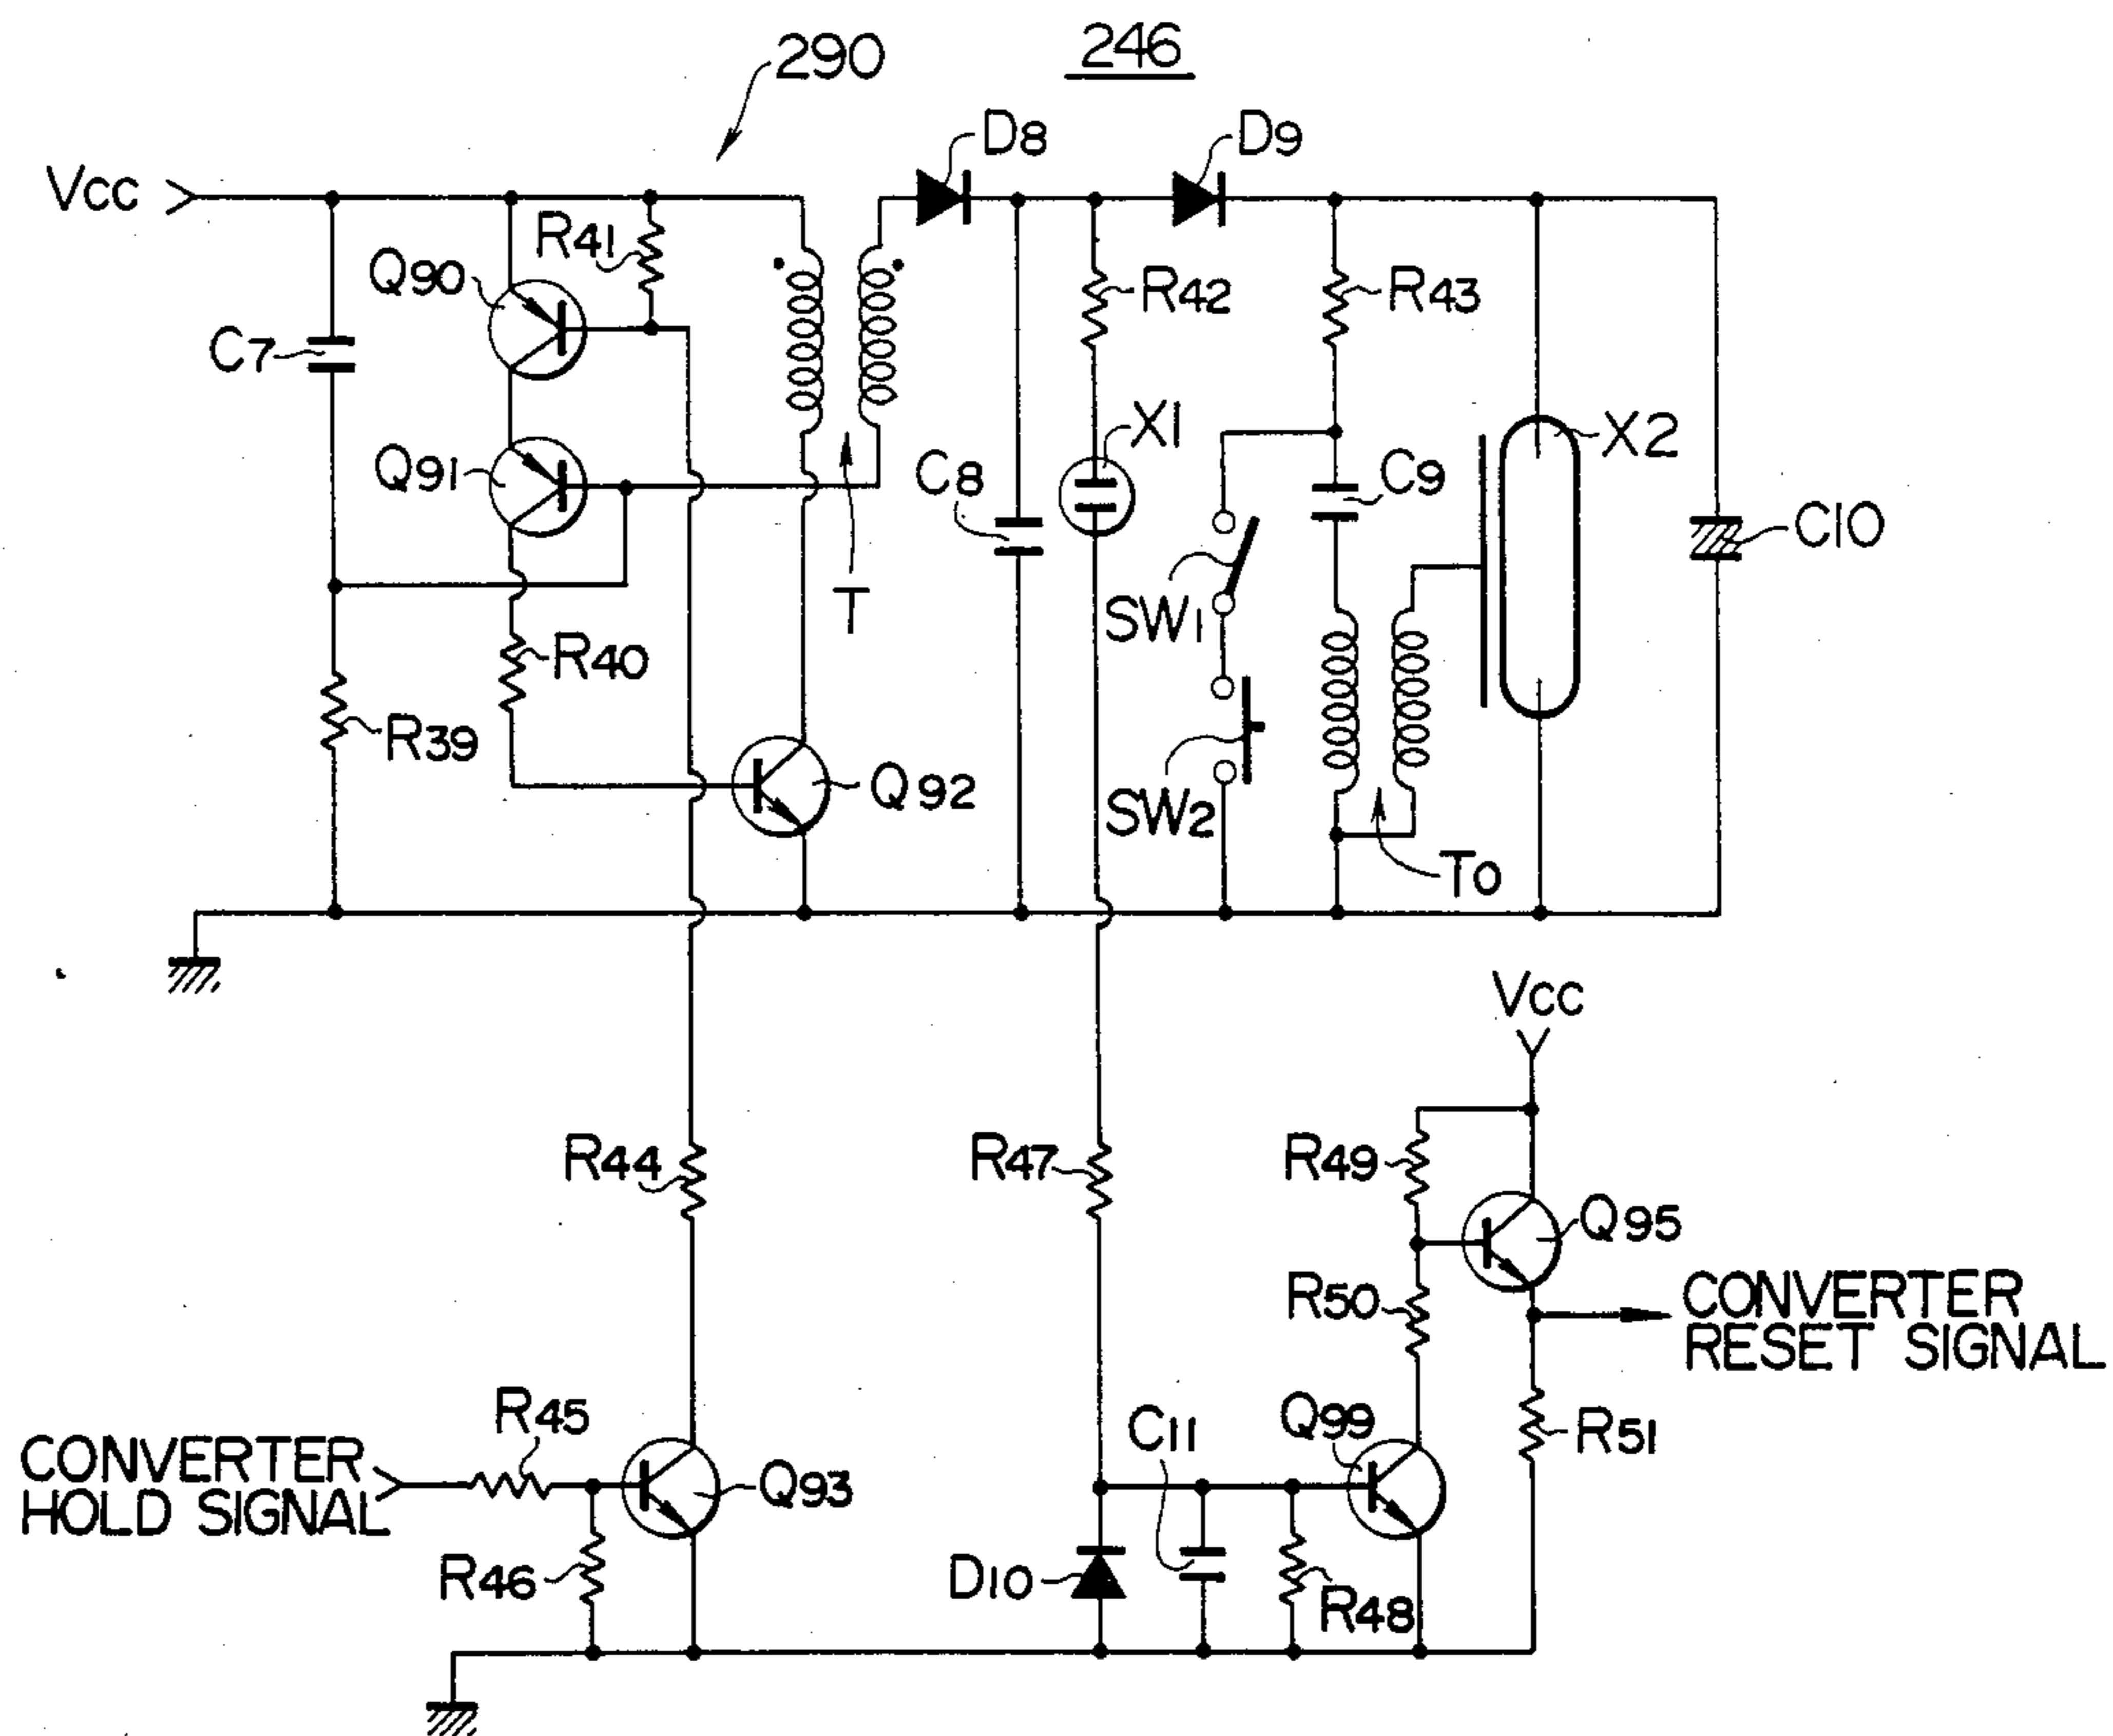 290
246
Vcc
D8
D9
R41
Q90
R42
R43
C7
X1
X2
Q91
C8
C9
C10
T
SW1
R40
R39
Q92
SW2
To
Vcc
R44
R47
R49
Q95
R50
CONVERTER
RESET SIGNAL
R45
C11
Q99
R51
CONVERTER
HOLD SIGNAL
Q93
R46
D10
R48